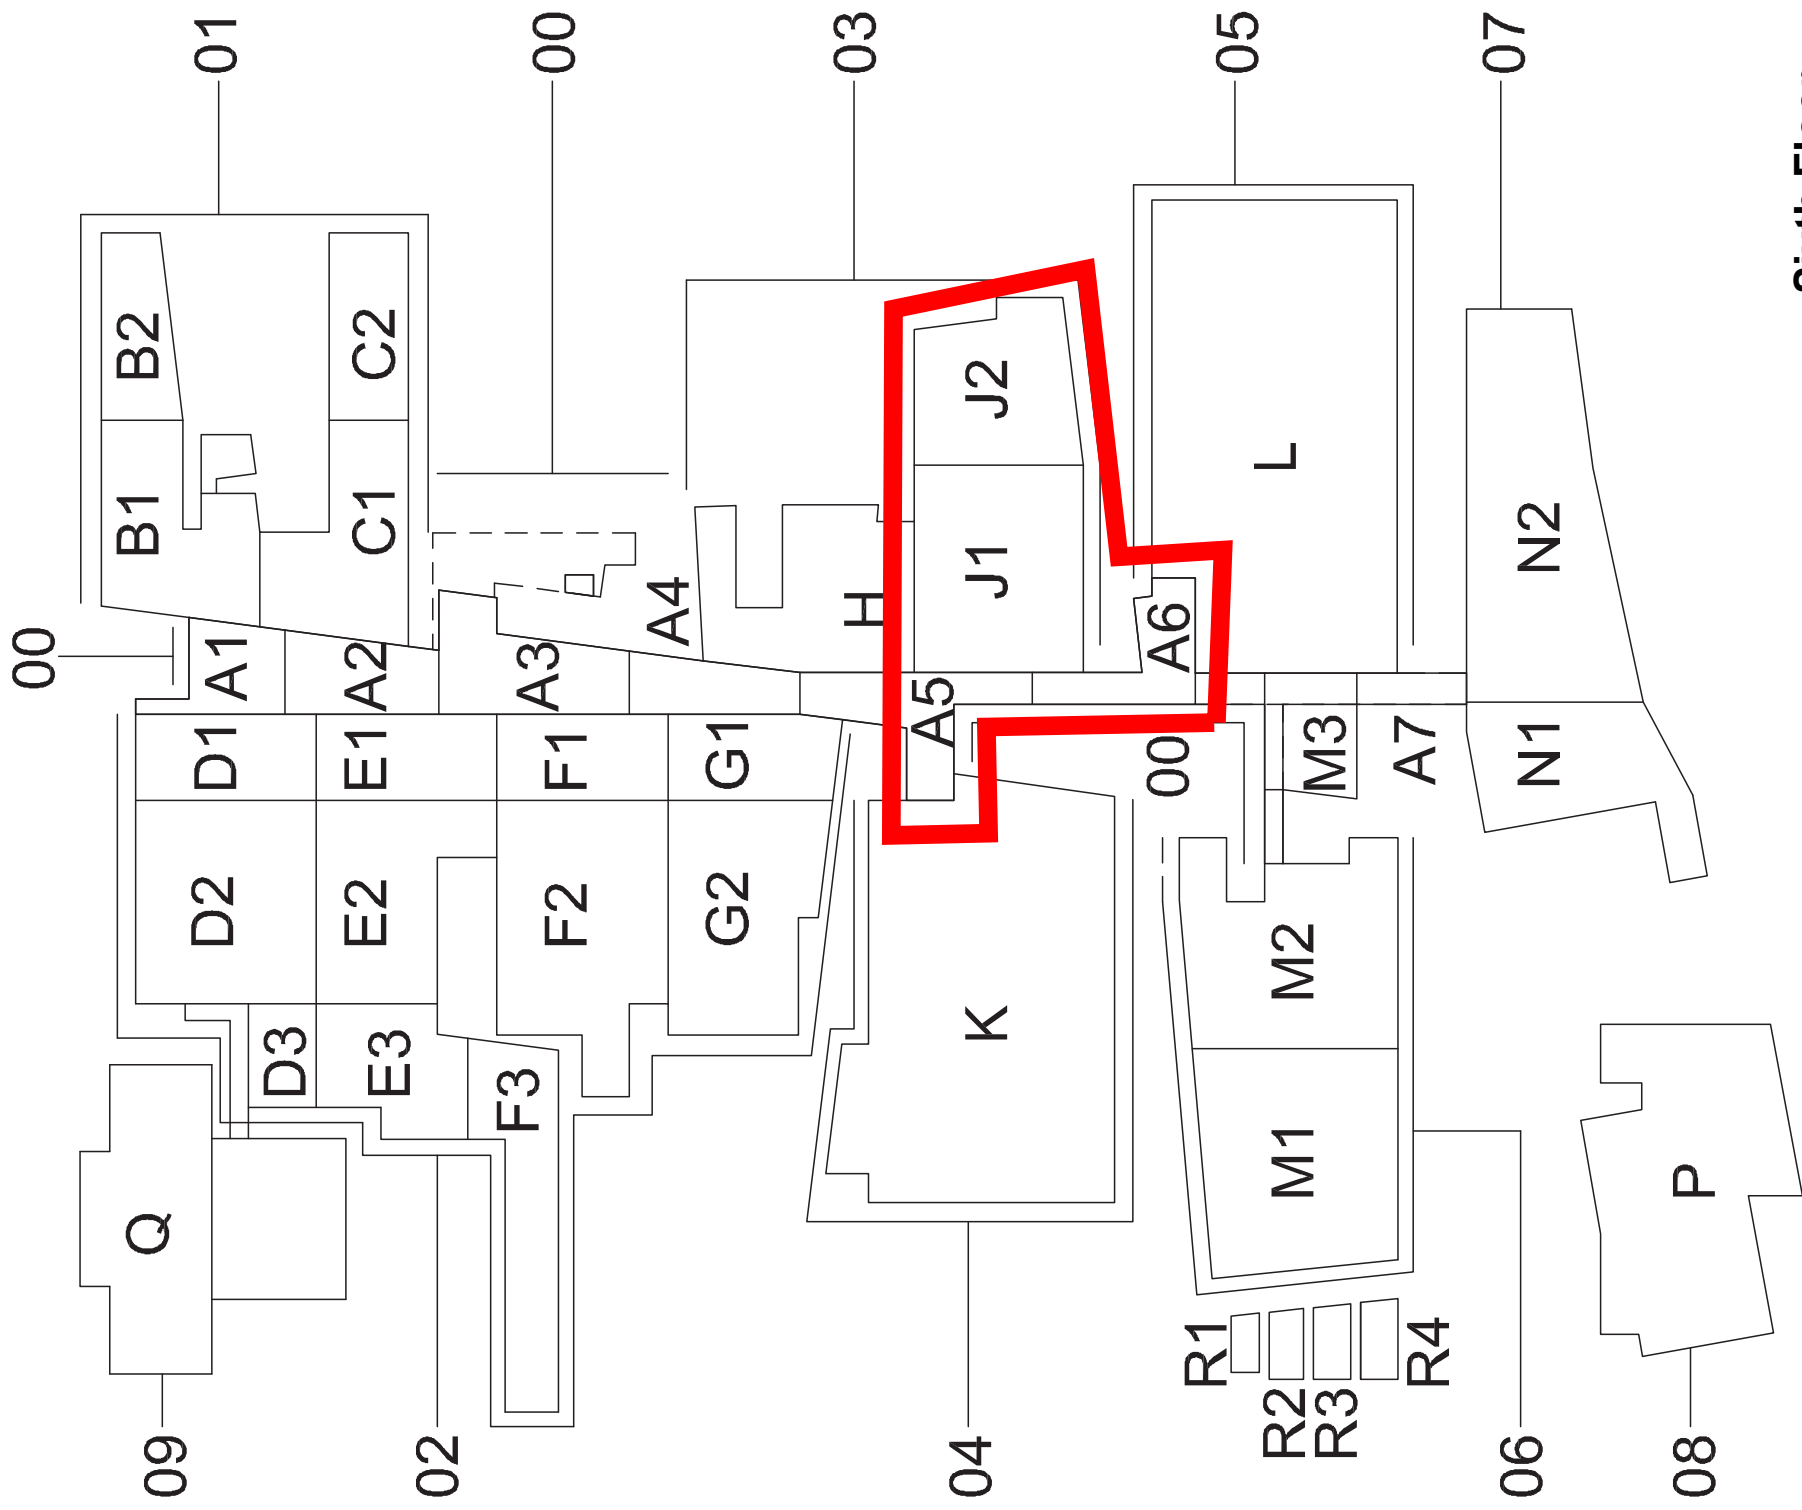 00
Q B1 B2
09
D2 D1 A1 01
D3
E3 E2 E1 A2 C1 C2
02
F3
F2 F1 A3 00
A4
G2 G1
H 03
A5
04 K J1 J2
00 A6
R1
05
L
R2 M1 M2
R3 M3
R4 A7
07
06 N1 N2
08 P